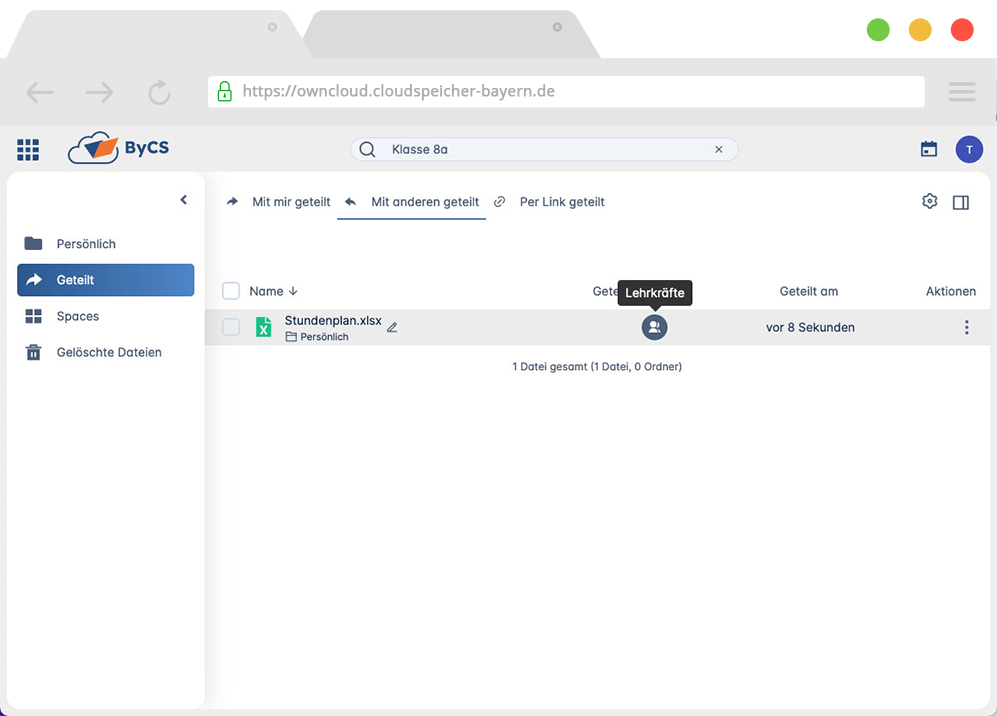 https://owncloud.cloudspeicher-bayern.de
ByCS
Klasse 8a
T
Mit mir geteilt
Mit anderen geteilt
Per Link geteilt
Persönlich
Geteilt
Spaces
Gelöschte Dateien
Name
Gete
Lehrkräfte
Geteilt am
Aktionen
Stundenplan.xlsx
Persönlich
vor 8 Sekunden
1 Datei gesamt (1 Datei, 0 Ordner)